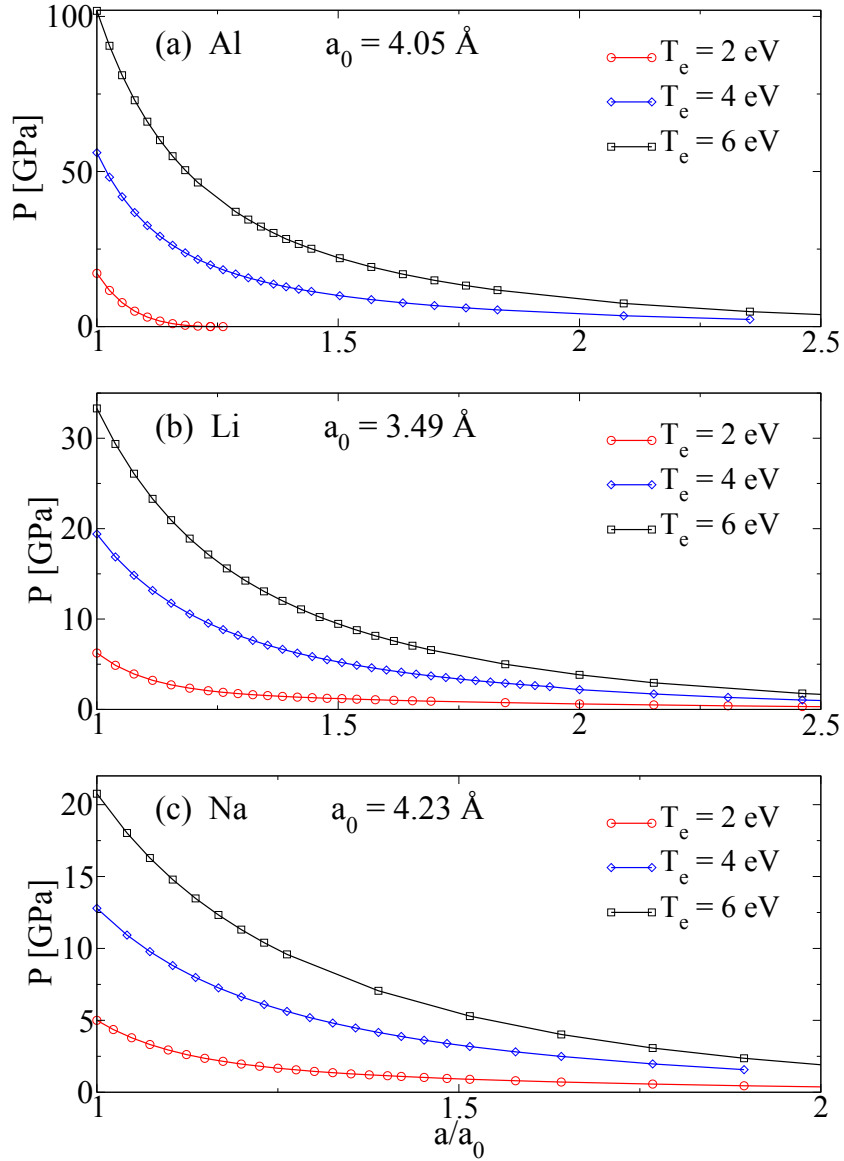 (a) Al a₀ = 4.05 Å
Tₑ = 2 eV
Tₑ = 4 eV
Tₑ = 6 eV
P [GPa]
100
50
0
1 1.5 2 2.5
(b) Li a₀ = 3.49 Å
Tₑ = 2 eV
Tₑ = 4 eV
Tₑ = 6 eV
P [GPa]
30
20
10
0
1 1.5 2 2.5
(c) Na a₀ = 4.23 Å
Tₑ = 2 eV
Tₑ = 4 eV
Tₑ = 6 eV
P [GPa]
20
15
10
5
0
1 1.5 2
a/a₀